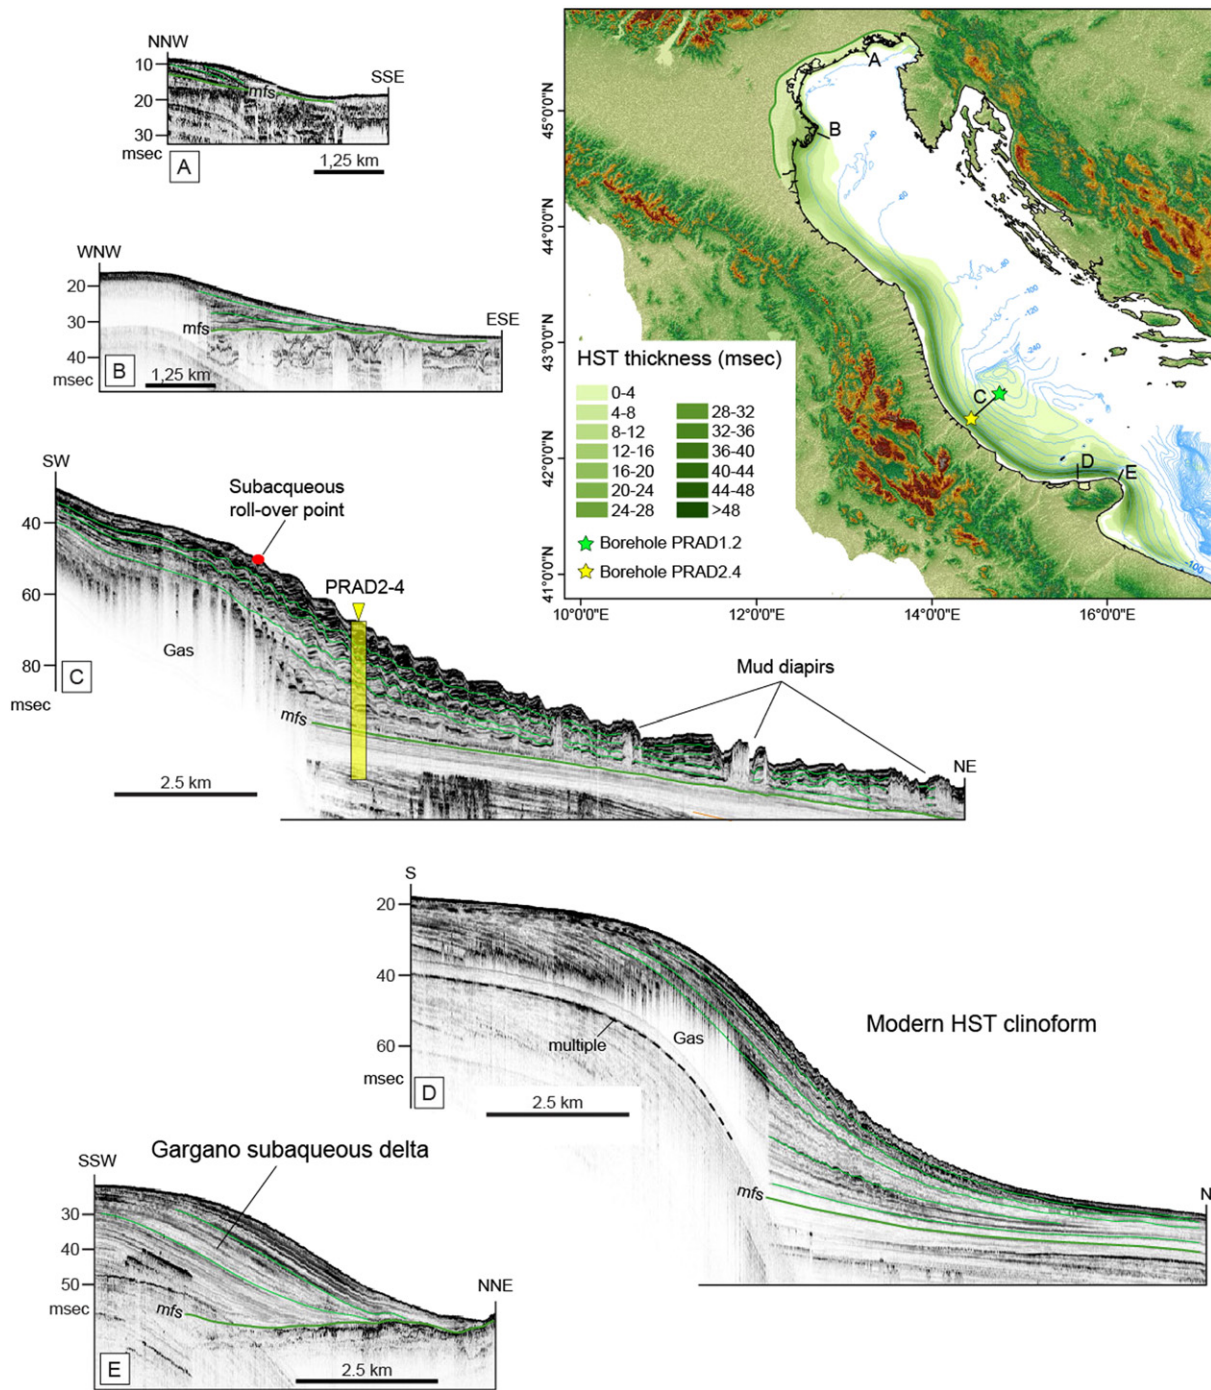 NNW
SSE
10
20
30
msec
mfs
A
1,25 km
WNW
ESE
20
30
40
msec
mfs
B
1,25 km
SW
40
60
80
msec
C
Subacqueous
roll-over point
PRAD2-4
Gas
mfs
Mud diapirs
NE
2.5 km
45°0'0"N
44°0'0"N
43°0'0"N
42°0'0"N
41°0'0"N
A
B
C
D
E
-100
-120
-240
-100
HST thickness (msec)
0-4
4-8
8-12
12-16
16-20
20-24
24-28
28-32
32-36
36-40
40-44
44-48
>48
Borehole PRAD1.2
Borehole PRAD2.4
10°0'0"E
12°0'0"E
14°0'0"E
16°0'0"E
S
20
40
60
msec
D
multiple
Gas
2.5 km
mfs
N
Modern HST clinoform
Gargano subaqueous delta
SSW
30
40
50
msec
mfs
NNE
E
2.5 km